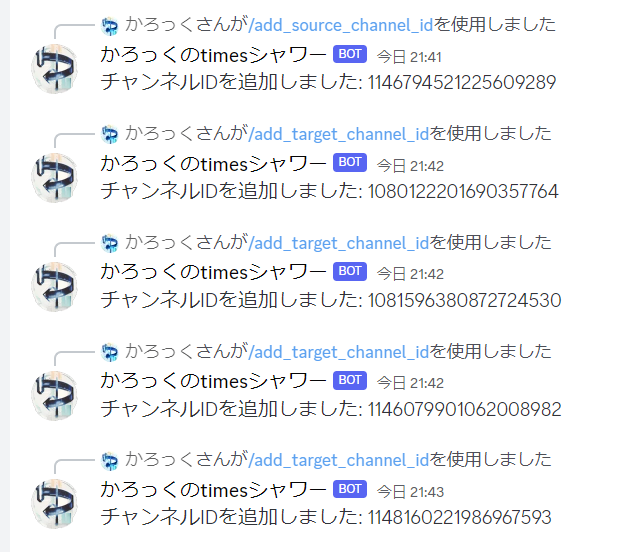 かろっくさんが/add_source_channel_idを使用しました
かろっくのtimesシャワー BOT 今日 21:41
チャンネルIDを追加しました: 1146794521225609289
かろっくさんが/add_target_channel_idを使用しました
かろっくのtimesシャワー BOT 今日 21:42
チャンネルIDを追加しました: 1080122201690357764
かろっくさんが/add_target_channel_idを使用しました
かろっくのtimesシャワー BOT 今日 21:42
チャンネルIDを追加しました: 1081596380872724530
かろっくさんが/add_target_channel_idを使用しました
かろっくのtimesシャワー BOT 今日 21:42
チャンネルIDを追加しました: 1146079901062008982
かろっくさんが/add_target_channel_idを使用しました
かろっくのtimesシャワー BOT 今日 21:43
チャンネルIDを追加しました: 1148160221986967593